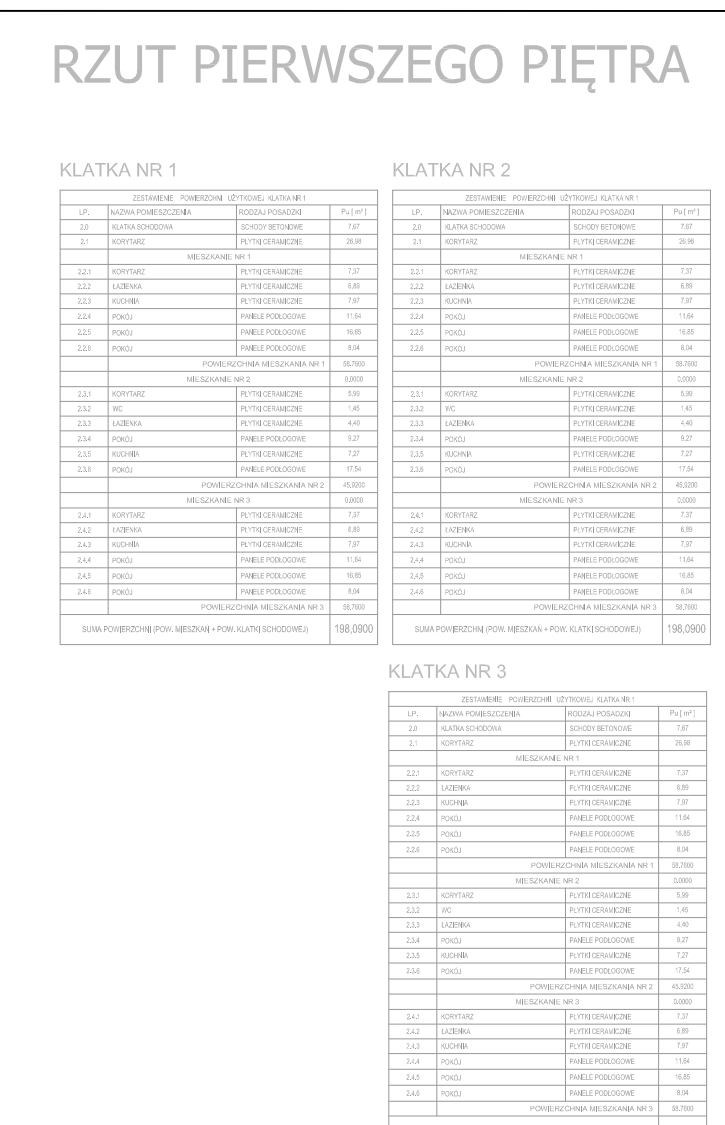 RZUT PIERWSZEGO PIĘTRA
KLATKA NR 1
ZESTAWIENIE POWIERZCHNI UŻYTKOWEJ KLATKA NR 1
LP. NAZWA POMIESZCZENIA RODZAJ POSADZKI Pu [ m² ]
2.0 KLATKA SCHODOWA SCHODY BETONOWE 7,67
2.1 KORYTARZ PŁYTKI CERAMICZNE 26,98
MIESZKANIE NR 1
2.2.1 KORYTARZ PŁYTKI CERAMICZNE 7,37
2.2.2 ŁAZIENKA PŁYTKI CERAMICZNE 6,89
2.2.3 KUCHNIA PŁYTKI CERAMICZNE 7,97
2.2.4 POKÓJ PANELE PODŁOGOWE 11,64
2.2.5 POKÓJ PANELE PODŁOGOWE 16,85
2.2.6 POKÓJ PANELE PODŁOGOWE 8,04
POWIERZCHNIA MIESZKANIA NR 1 58,7600
MIESZKANIE NR 2 0,0000
2.3.1 KORYTARZ PŁYTKI CERAMICZNE 5,99
2.3.2 WC PŁYTKI CERAMICZNE 1,45
2.3.3 ŁAZIENKA PŁYTKI CERAMICZNE 4,40
2.3.4 POKÓJ PANELE PODŁOGOWE 9,27
2.3.5 KUCHNIA PŁYTKI CERAMICZNE 7,27
2.3.6 POKÓJ PANELE PODŁOGOWE 17,54
POWIERZCHNIA MIESZKANIA NR 2 45,9200
MIESZKANIE NR 3 0,0000
2.4.1 KORYTARZ PŁYTKI CERAMICZNE 7,37
2.4.2 ŁAZIENKA PŁYTKI CERAMICZNE 6,89
2.4.3 KUCHNIA PŁYTKI CERAMICZNE 7,97
2.4.4 POKÓJ PANELE PODŁOGOWE 11,64
2.4.5 POKÓJ PANELE PODŁOGOWE 16,85
2.4.6 POKÓJ PANELE PODŁOGOWE 8,04
POWIERZCHNIA MIESZKANIA NR 3 58,7600
SUMA POWIERZCHNI (POW. MIESZKAŃ + POW. KLATKI SCHODOWEJ) 198,0900
KLATKA NR 2
ZESTAWIENIE POWIERZCHNI UŻYTKOWEJ KLATKA NR 1
LP. NAZWA POMIESZCZENIA RODZAJ POSADZKI Pu [ m² ]
2.0 KLATKA SCHODOWA SCHODY BETONOWE 7,67
2.1 KORYTARZ PŁYTKI CERAMICZNE 26,98
MIESZKANIE NR 1
2.2.1 KORYTARZ PŁYTKI CERAMICZNE 7,37
2.2.2 ŁAZIENKA PŁYTKI CERAMICZNE 6,89
2.2.3 KUCHNIA PŁYTKI CERAMICZNE 7,97
2.2.4 POKÓJ PANELE PODŁOGOWE 11,64
2.2.5 POKÓJ PANELE PODŁOGOWE 16,85
2.2.6 POKÓJ PANELE PODŁOGOWE 8,04
POWIERZCHNIA MIESZKANIA NR 1 58,7600
MIESZKANIE NR 2 0,0000
2.3.1 KORYTARZ PŁYTKI CERAMICZNE 5,99
2.3.2 WC PŁYTKI CERAMICZNE 1,45
2.3.3 ŁAZIENKA PŁYTKI CERAMICZNE 4,40
2.3.4 POKÓJ PANELE PODŁOGOWE 9,27
2.3.5 KUCHNIA PŁYTKI CERAMICZNE 7,27
2.3.6 POKÓJ PANELE PODŁOGOWE 17,54
POWIERZCHNIA MIESZKANIA NR 2 45,9200
MIESZKANIE NR 3 0,0000
2.4.1 KORYTARZ PŁYTKI CERAMICZNE 7,37
2.4.2 ŁAZIENKA PŁYTKI CERAMICZNE 6,89
2.4.3 KUCHNIA PŁYTKI CERAMICZNE 7,97
2.4.4 POKÓJ PANELE PODŁOGOWE 11,64
2.4.5 POKÓJ PANELE PODŁOGOWE 16,85
2.4.6 POKÓJ PANELE PODŁOGOWE 8,04
POWIERZCHNIA MIESZKANIA NR 3 58,7600
SUMA POWIERZCHNI (POW. MIESZKAŃ + POW. KLATKI SCHODOWEJ) 198,0900
KLATKA NR 3
ZESTAWIENIE POWIERZCHNI UŻYTKOWEJ KLATKA NR 1
LP. NAZWA POMIESZCZENIA RODZAJ POSADZKI Pu [ m² ]
2.0 KLATKA SCHODOWA SCHODY BETONOWE 7,67
2.1 KORYTARZ PŁYTKI CERAMICZNE 26,98
MIESZKANIE NR 1
2.2.1 KORYTARZ PŁYTKI CERAMICZNE 7,37
2.2.2 ŁAZIENKA PŁYTKI CERAMICZNE 6,89
2.2.3 KUCHNIA PŁYTKI CERAMICZNE 7,97
2.2.4 POKÓJ PANELE PODŁOGOWE 11,64
2.2.5 POKÓJ PANELE PODŁOGOWE 16,85
2.2.6 POKÓJ PANELE PODŁOGOWE 8,04
POWIERZCHNIA MIESZKANIA NR 1 58,7600
MIESZKANIE NR 2 0,0000
2.3.1 KORYTARZ PŁYTKI CERAMICZNE 5,99
2.3.2 WC PŁYTKI CERAMICZNE 1,45
2.3.3 ŁAZIENKA PŁYTKI CERAMICZNE 4,40
2.3.4 POKÓJ PANELE PODŁOGOWE 9,27
2.3.5 KUCHNIA PŁYTKI CERAMICZNE 7,27
2.3.6 POKÓJ PANELE PODŁOGOWE 17,54
POWIERZCHNIA MIESZKANIA NR 2 45,9200
MIESZKANIE NR 3 0,0000
2.4.1 KORYTARZ PŁYTKI CERAMICZNE 7,37
2.4.2 ŁAZIENKA PŁYTKI CERAMICZNE 6,89
2.4.3 KUCHNIA PŁYTKI CERAMICZNE 7,97
2.4.4 POKÓJ PANELE PODŁOGOWE 11,64
2.4.5 POKÓJ PANELE PODŁOGOWE 16,85
2.4.6 POKÓJ PANELE PODŁOGOWE 8,04
POWIERZCHNIA MIESZKANIA NR 3 58,7600